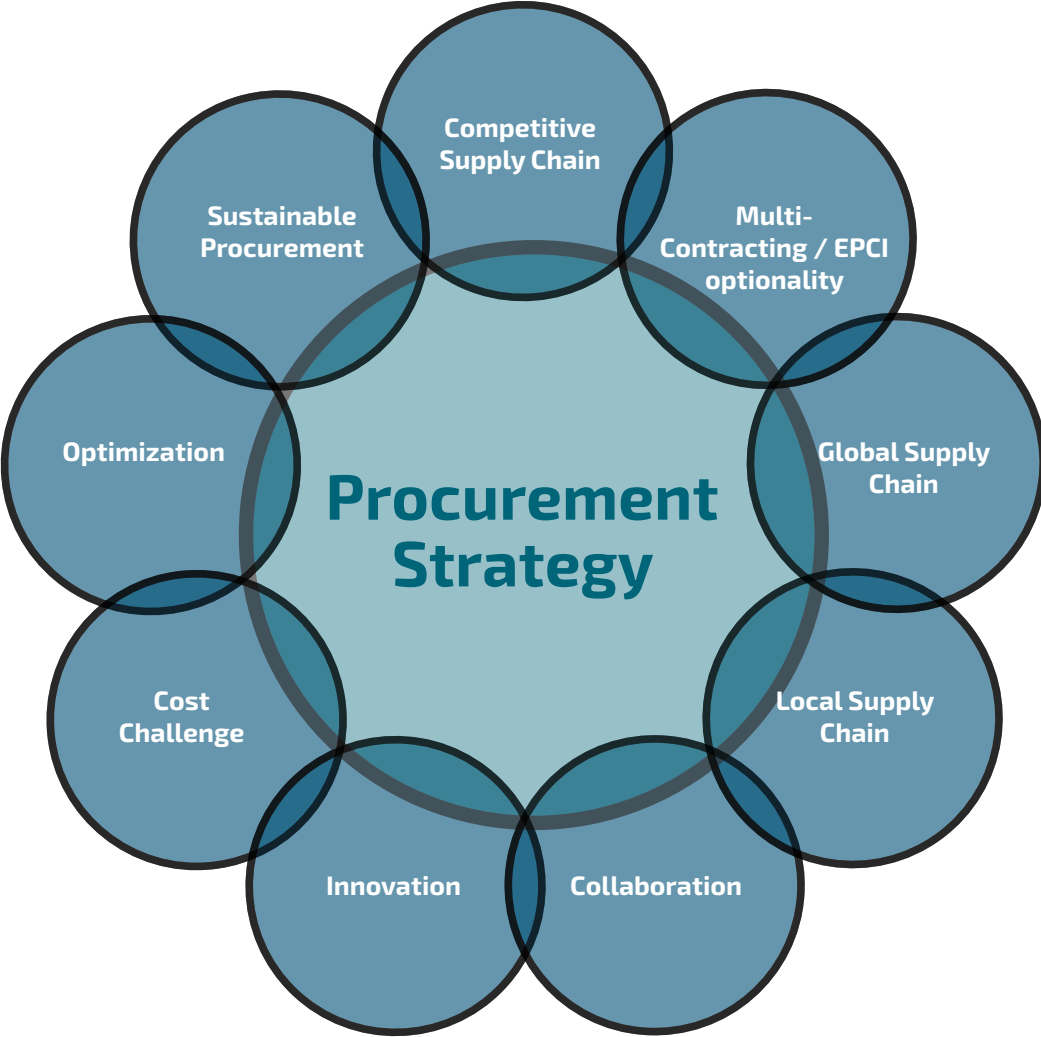 Competitive
Supply Chain
Multi-
Contracting / EPCI
optionality
Global Supply
Chain
Local Supply
Chain
Collaboration
Innovation
Cost
Challenge
Optimization
Sustainable
Procurement
Procurement
Strategy